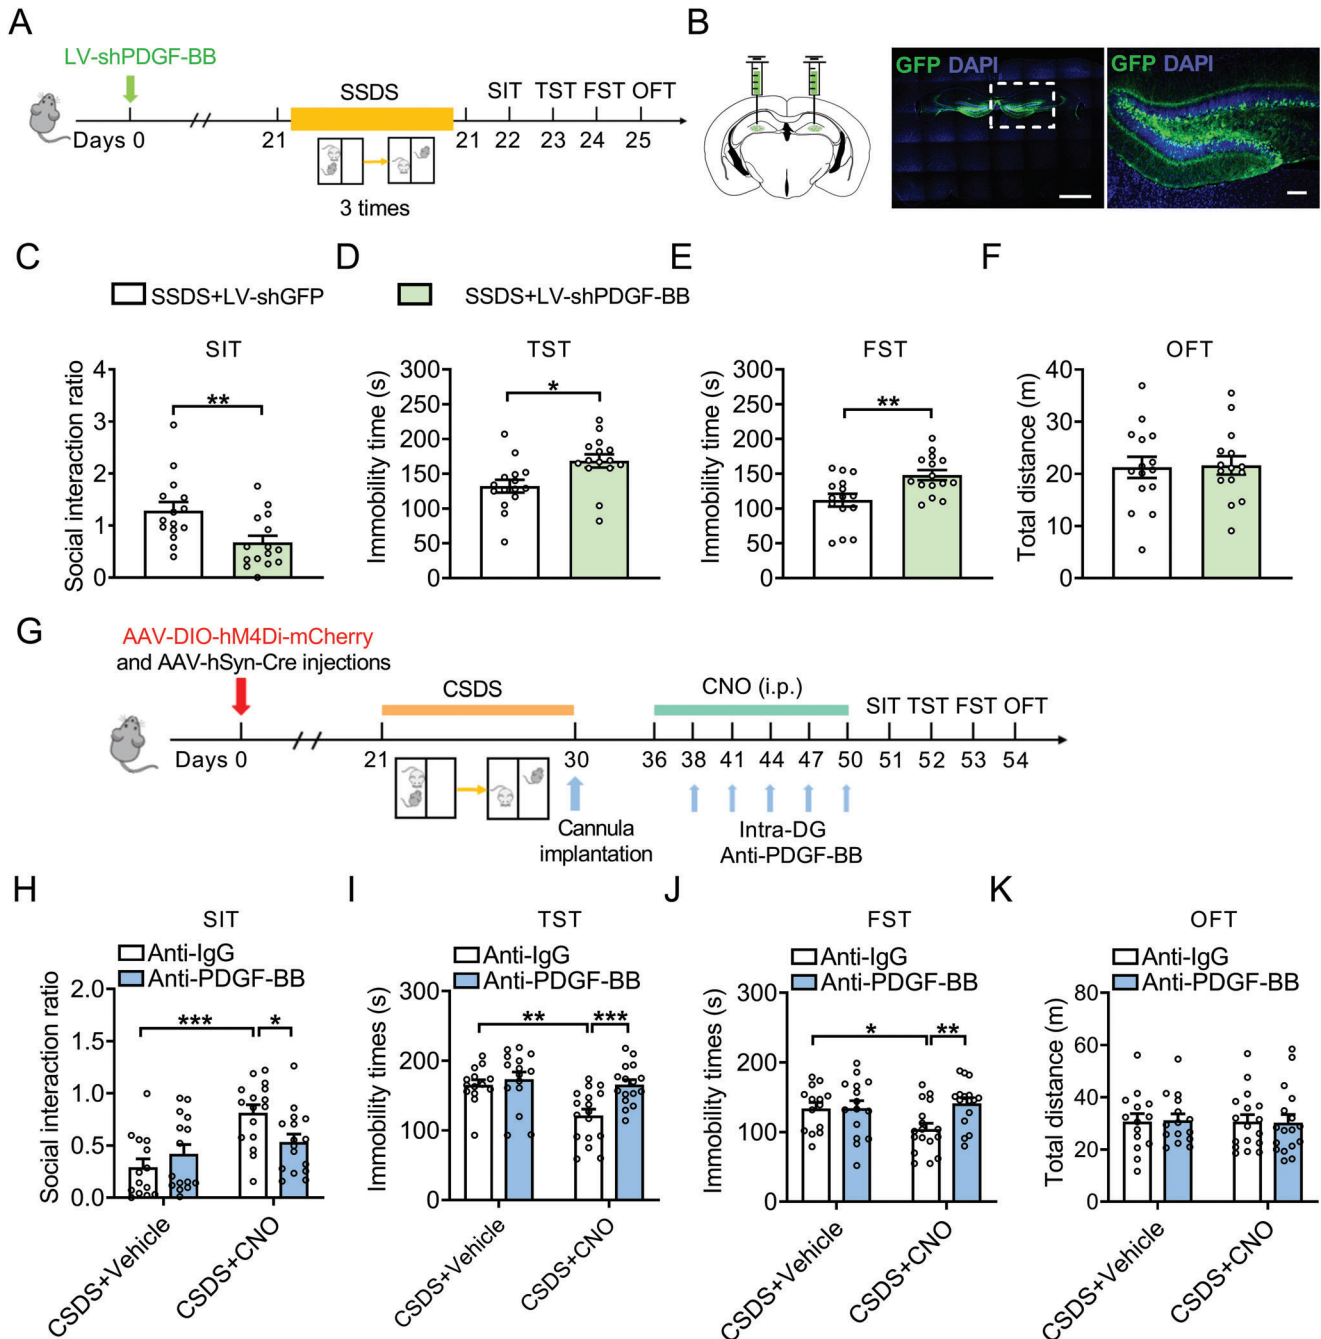 A
LV-shPDGF-BB
SSDS
SIT TST FST OFT
Days 0
21
21 22 23 24 25
3 times
B
GFP DAPI
GFP DAPI
C
D
E
F
SSDS+LV-shGFP
SSDS+LV-shPDGF-BB
SIT
Social interaction ratio
4
3
2
1
0
**
TST
Immobility time (s)
300
250
200
150
100
50
0
*
FST
Immobility time (s)
300
250
200
150
100
50
0
**
OFT
Total distance (m)
40
30
20
10
0
G
AAV-DIO-hM4Di-mCherry
and AAV-hSyn-Cre injections
CSDS
CNO (i.p.)
SIT TST FST OFT
Days 0
21
30
36 38 41 44 47 50 51 52 53 54
Cannula
implantation
Intra-DG
Anti-PDGF-BB
H
SIT
Anti-IgG
Anti-PDGF-BB
Social interaction ratio
2.0
1.5
1.0
0.5
0.0
***
*
CSDS+Vehicle
CSDS+CNO
I
TST
Anti-IgG
Anti-PDGF-BB
Immobility times (s)
300
200
100
0
**
***
CSDS+Vehicle
CSDS+CNO
J
FST
Anti-IgG
Anti-PDGF-BB
Immobility times (s)
300
200
100
0
*
**
CSDS+Vehicle
CSDS+CNO
K
OFT
Anti-IgG
Anti-PDGF-BB
Total distance (m)
80
60
40
20
0
CSDS+Vehicle
CSDS+CNO